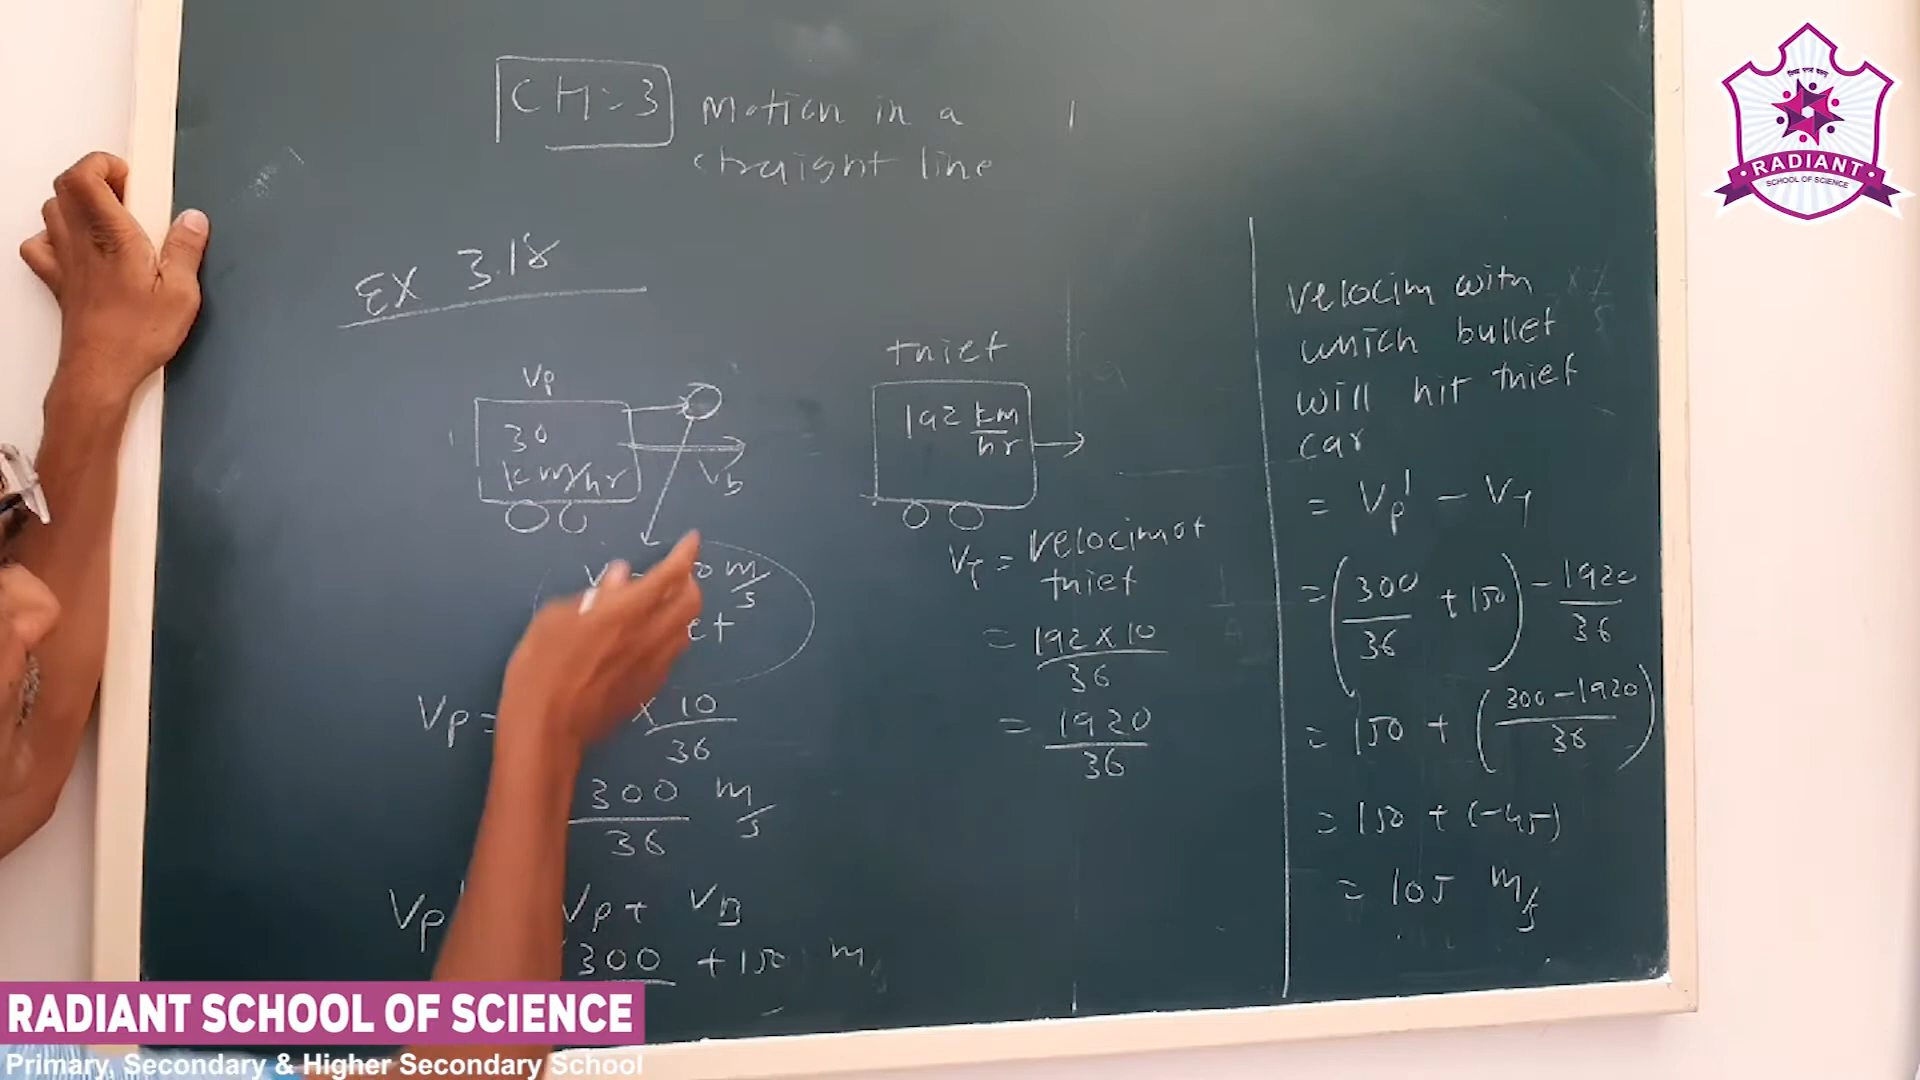 CH=3 Motion in a
straight line
EX 3.18
Vp
30
km/hr
Vb
m/s
Vp = × 10/36
300/36 m/s
Vp' Vp + VB
300 + 150 m
thief
192 km/hr
VT = velocity of
thief
= 192 × 10/36
= 1920/36
velocity with
which bullet
will hit thief
car
= Vp' - VT
= (300/36 + 150) - 1920/36
= 150 + (300-1920/36)
= 150 + (-45)
= 105 m/s
RADIANT
SCHOOL OF SCIENCE
RADIANT SCHOOL OF SCIENCE
Primary, Secondary & Higher Secondary School